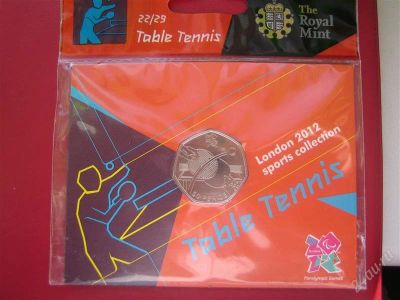 22/29
Table Tennis
The
Royal
Mint
London 2012
sports collection
Table Tennis
Paralympic Games